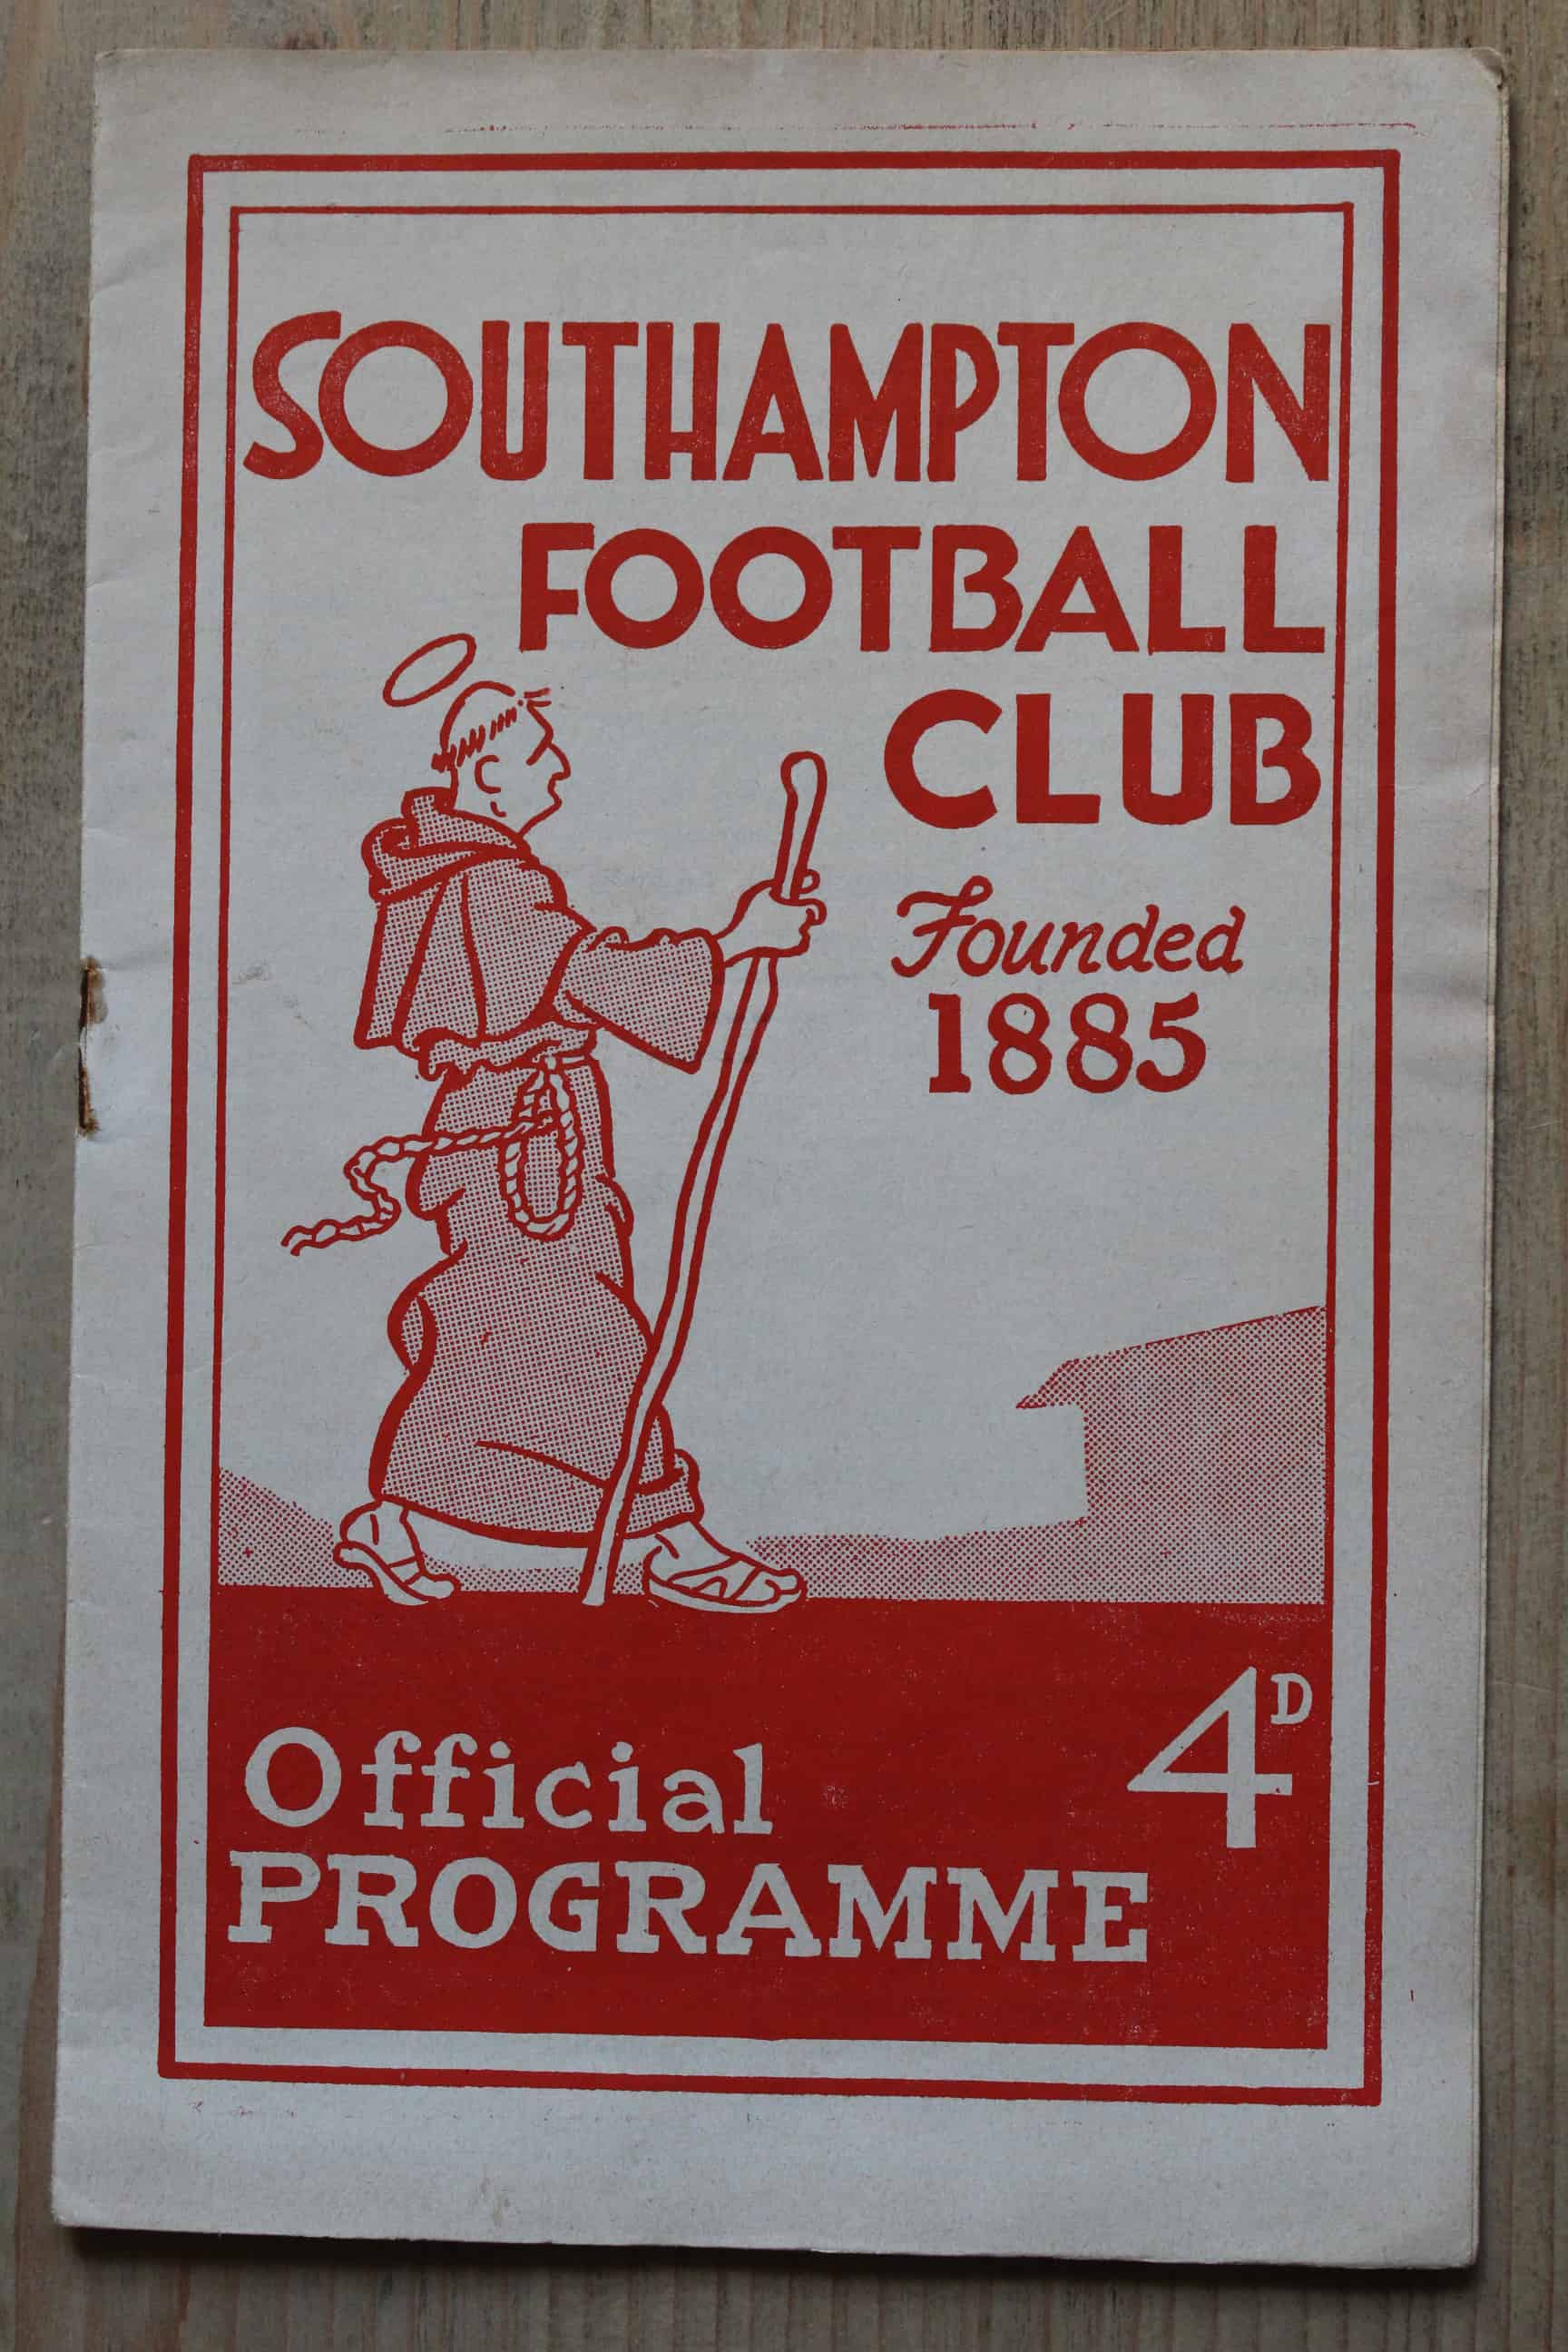 SOUTHAMPTON
FOOTBALL
CLUB
Founded
1885
4D
Official
PROGRAMME